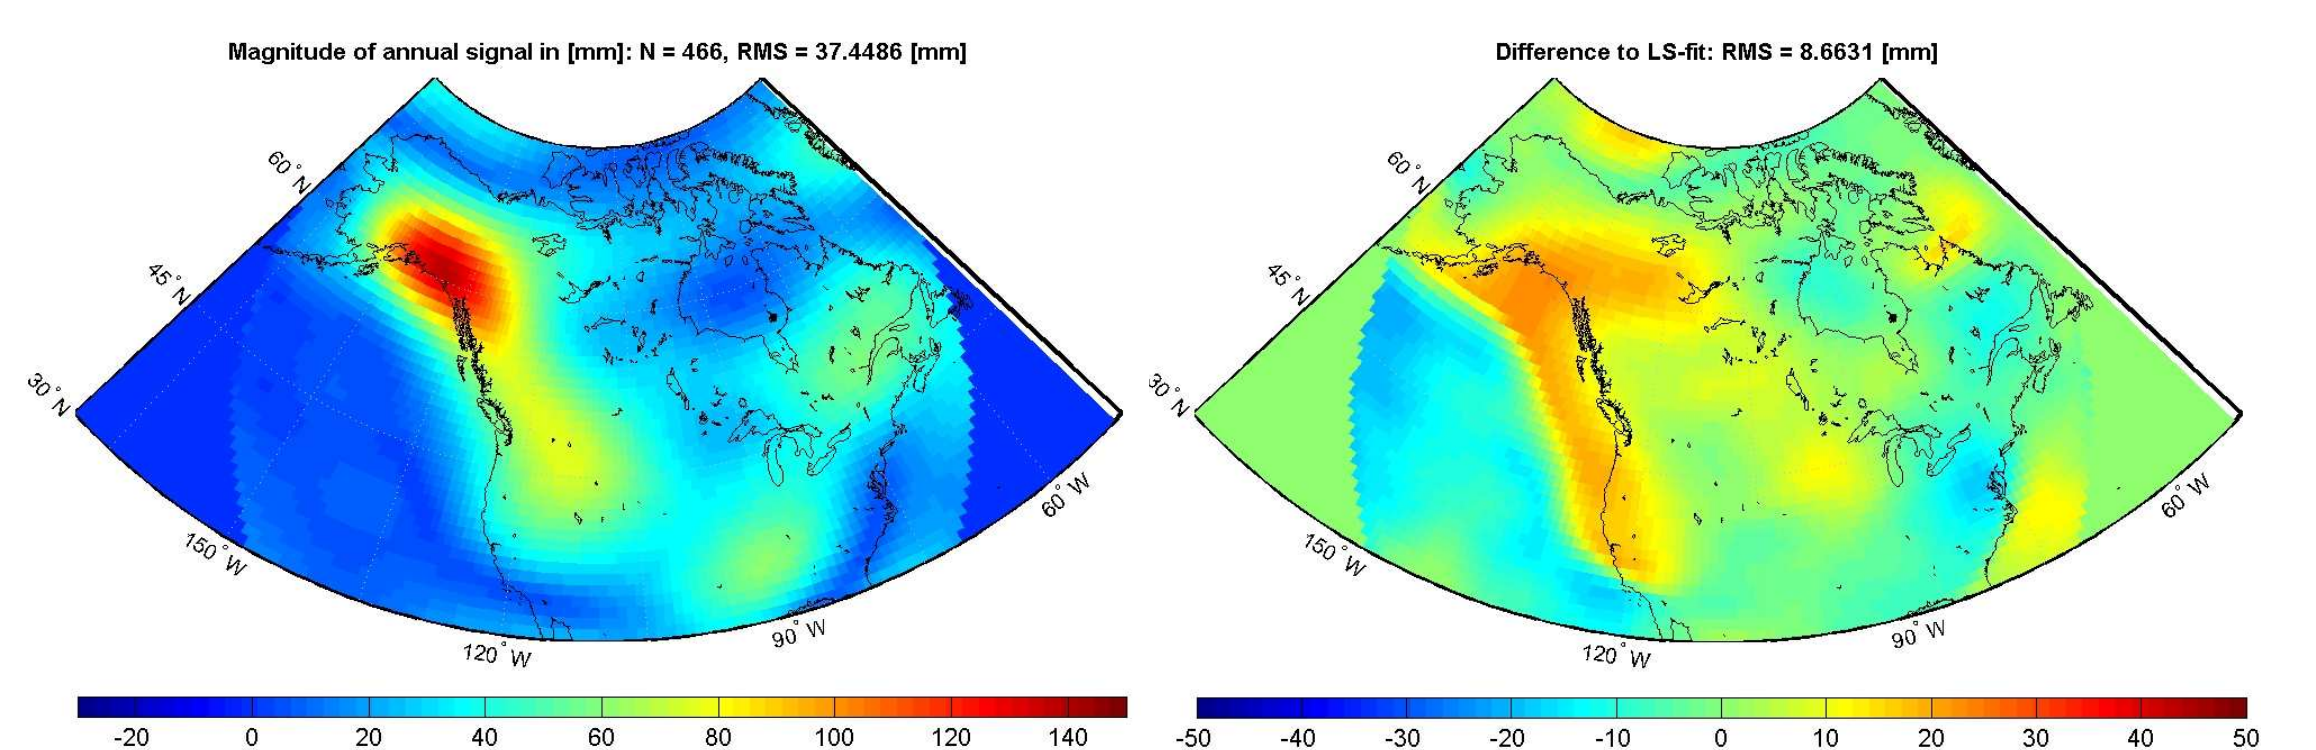 Magnitude of annual signal in [mm]: N = 466, RMS = 37.4486 [mm]
60° N
45° N
30° N
150° W
120° W
90° W
60° W
-20 0 20 40 60 80 100 120 140
Difference to LS-fit: RMS = 8.6631 [mm]
60° N
45° N
30° N
150° W
120° W
90° W
60° W
-50 -40 -30 -20 -10 0 10 20 30 40 50